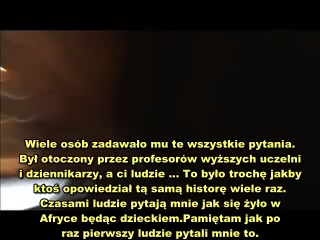 Wiele osób zadawało mu te wszystkie pytania.
Był otoczony przez profesorów wyższych uczelni
i dziennikarzy, a ci ludzie ... To było trochę jakby
ktoś opowiedział tą samą historę wiele raz.
Czasami ludzie pytają mnie jak się żyło w
Afryce będąc dzieckiem.Pamiętam jak po
raz pierwszy ludzie pytali mnie to.